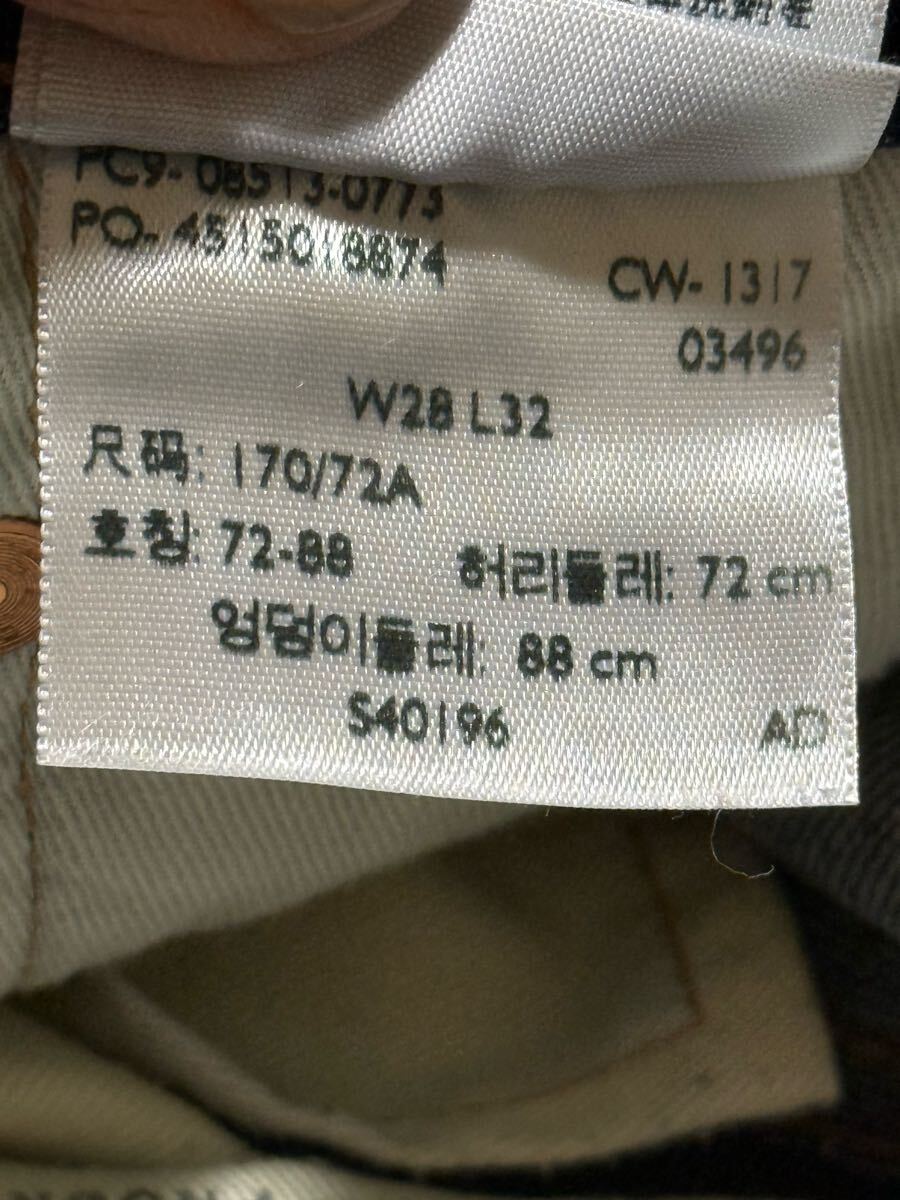 PC9- 08513-0773
PO- 4515018874
CW- 1317
03496
W28 L32
尺码: 170/72A
호칭: 72-88 허리둘레: 72 cm
엉덩이둘레: 88 cm
S40196 AD